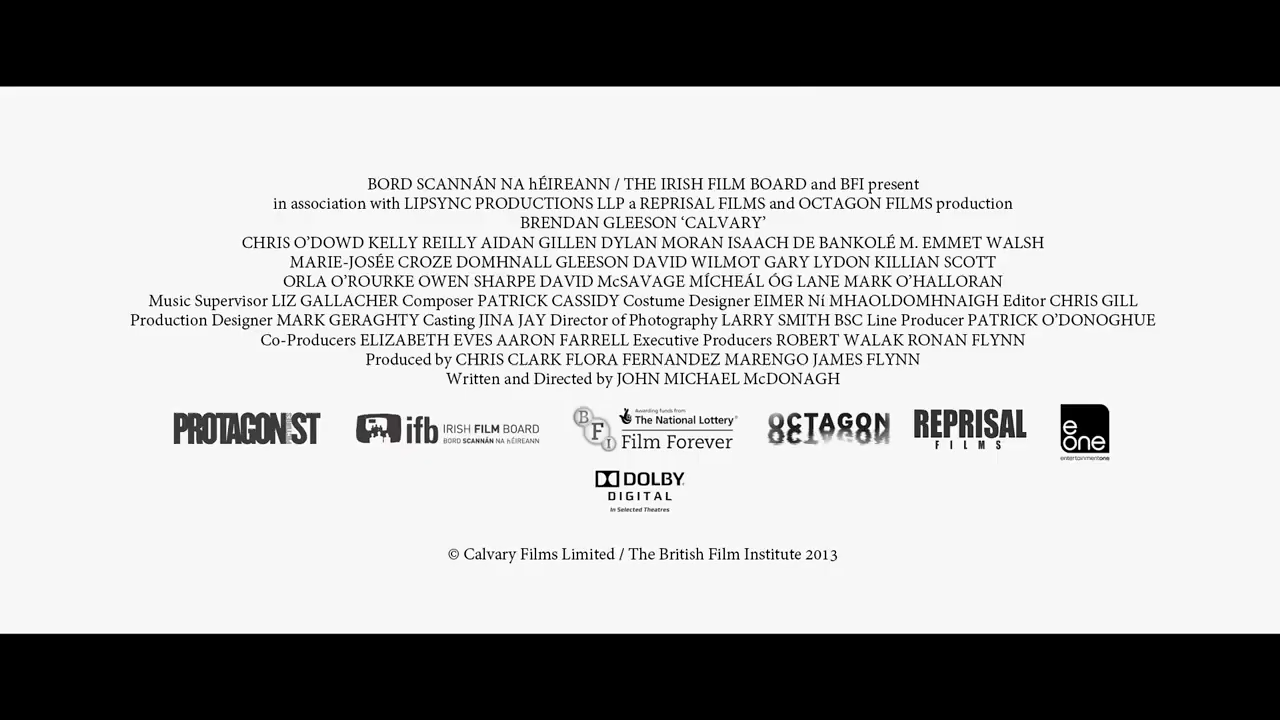 BORD SCANNÁN NA hÉIREANN / THE IRISH FILM BOARD and BFI present
in association with LIPSYNC PRODUCTIONS LLP a REPRISAL FILMS and OCTAGON FILMS production
BRENDAN GLEESON ‘CALVARY’
CHRIS O’DOWD KELLY REILLY AIDAN GILLEN DYLAN MORAN ISAACH DE BANKOLÉ M. EMMET WALSH
MARIE-JOSÉE CROZE DOMHNALL GLEESON DAVID WILMOT GARY LYDON KILLIAN SCOTT
ORLA O’ROURKE OWEN SHARPE DAVID McSAVAGE MÍCHEÁL ÓG LANE MARK O’HALLORAN
Music Supervisor LIZ GALLACHER Composer PATRICK CASSIDY Costume Designer EIMER Ní MHAOLDOMHNAIGH Editor CHRIS GILL
Production Designer MARK GERAGHTY Casting JINA JAY Director of Photography LARRY SMITH BSC Line Producer PATRICK O’DONOGHUE
Co-Producers ELIZABETH EVES AARON FARRELL Executive Producers ROBERT WALAK RONAN FLYNN
Produced by CHRIS CLARK FLORA FERNANDEZ MARENGO JAMES FLYNN
Written and Directed by JOHN MICHAEL McDONAGH
PROTAGONIST
ifb IRISH FILM BOARD
BORD SCANNÁN NA hÉIREANN
BFI
Awarding funds from
The National Lottery®
Film Forever
OCTAGON
REPRISAL
FILMS
e
one
entertainmentone
DOLBY
DIGITAL
In Selected Theatres
© Calvary Films Limited / The British Film Institute 2013